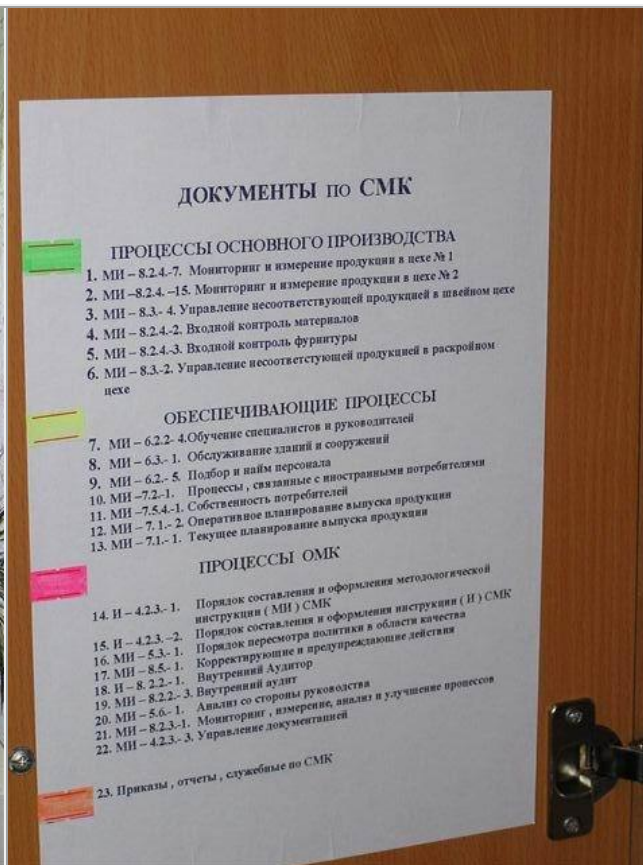 ДОКУМЕНТЫ ПО СМК
ПРОЦЕССЫ ОСНОВНОГО ПРОИЗВОДСТВА
1. МИ – 8.2.4.-7. Мониторинг и измерение продукции в цехе № 1
2. МИ –8.2.4. –15. Мониторинг и измерение продукции в цехе № 2
3. МИ – 8.3.- 4. Управление несоответствующей продукцией в швейном цехе
4. МИ – 8.2.4.-2. Входной контроль материалов
5. МИ – 8.2.4.-3. Входной контроль фурнитуры
6. МИ – 8.3.-2. Управление несоответстующей продукцией в раскройном
цехе
ОБЕСПЕЧИВАЮЩИЕ ПРОЦЕССЫ
7. МИ – 6.2.2- 4.Обучение специалистов и руководителей
8. МИ – 6.3.- 1. Обслуживание зданий и сооружений
9. МИ – 6.2.- 5. Подбор и найм персонала
10. МИ –7.2.-1. Процессы , связанные с иностранными потребителями
11. МИ –7.5.4.-1. Собственность потребителей
12. МИ – 7. 1.- 2. Оперативное планирование выпуска продукции
13. МИ – 7.1.- 1. Текущее планирование выпуска продукции
ПРОЦЕССЫ ОМК
14. И – 4.2.3.- 1. Порядок составления и оформления методологической
инструкции ( МИ ) СМК
15. И – 4.2.3. –2. Порядок составления и оформления инструкции ( И ) СМК
16. МИ – 5.3.- 1. Порядок пересмотра политики в области качества
17. МИ – 8.5.- 1. Корректирующие и предупреждающие действия
18. И – 8. 2.2.- 1. Внутренний Аудитор
19. МИ – 8.2.2.- 3. Внутренний аудит
20. МИ – 5.6.- 1. Анализ со стороны руководства
21. МИ – 8.2.3.-1. Мониторинг , измерение, анализ и улучшение процессов
22. МИ – 4.2.3.- 3. Управление документацией
23. Приказы , отчеты , служебные по СМК